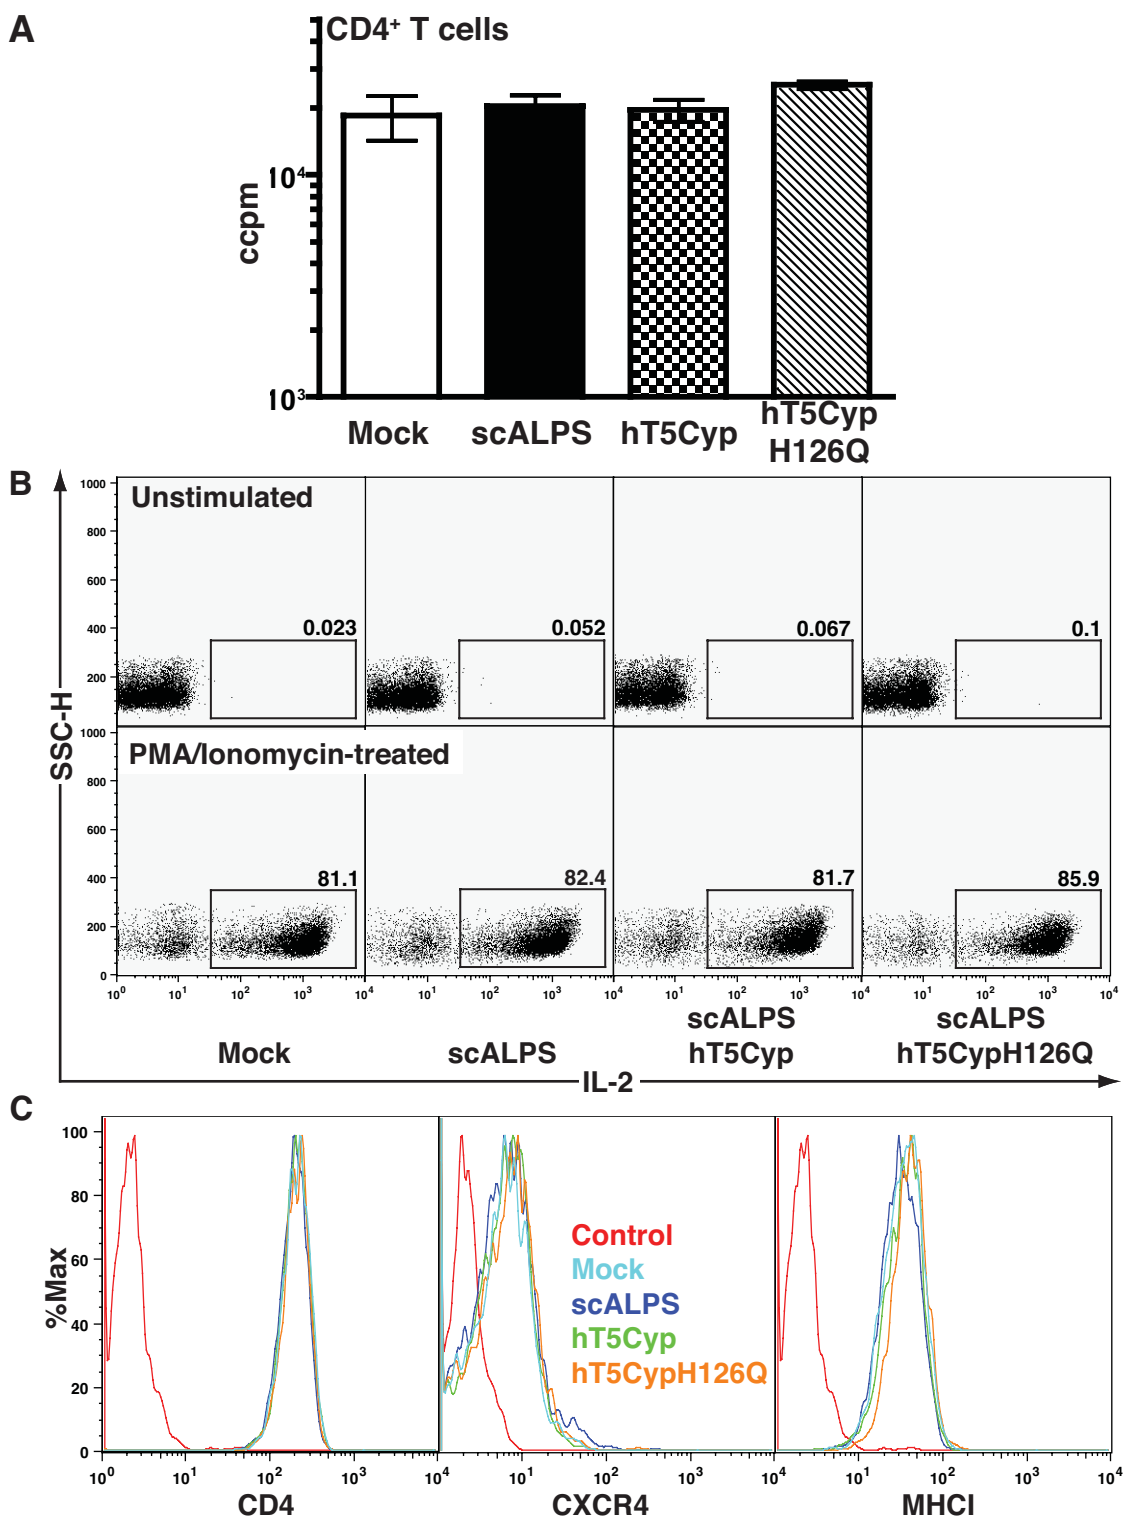 A
CD4⁺ T cells
ccpm
10⁴
10³
Mock
scALPS
hT5Cyp
hT5Cyp
H126Q
B
SSC-H
Unstimulated
1000
800
600
400
200
0.023
0.052
0.067
0.1
PMA/Ionomycin-treated
1000
800
600
400
200
0
81.1
82.4
81.7
85.9
10⁰ 10¹ 10² 10³ 10⁴ 10¹ 10² 10³ 10⁴ 10¹ 10² 10³ 10⁴ 10¹ 10² 10³ 10⁴
Mock
scALPS
scALPS
hT5Cyp
scALPS
hT5CypH126Q
IL-2
C
%Max
100
80
60
40
20
0
Control
Mock
scALPS
hT5Cyp
hT5CypH126Q
10⁰ 10¹ 10² 10³ 10⁴ 10¹ 10² 10³ 10⁴ 10¹ 10² 10³ 10⁴
CD4
CXCR4
MHCI